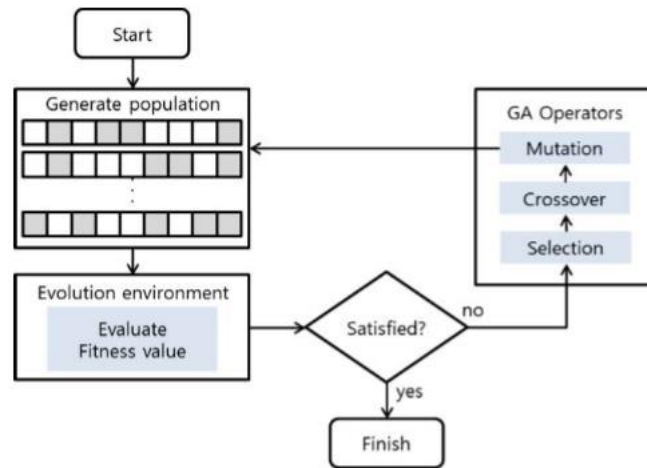 Start
Generate population
Evolution environment
Evaluate
Fitness value
Satisfied?
no
yes
Finish
GA Operators
Mutation
Crossover
Selection